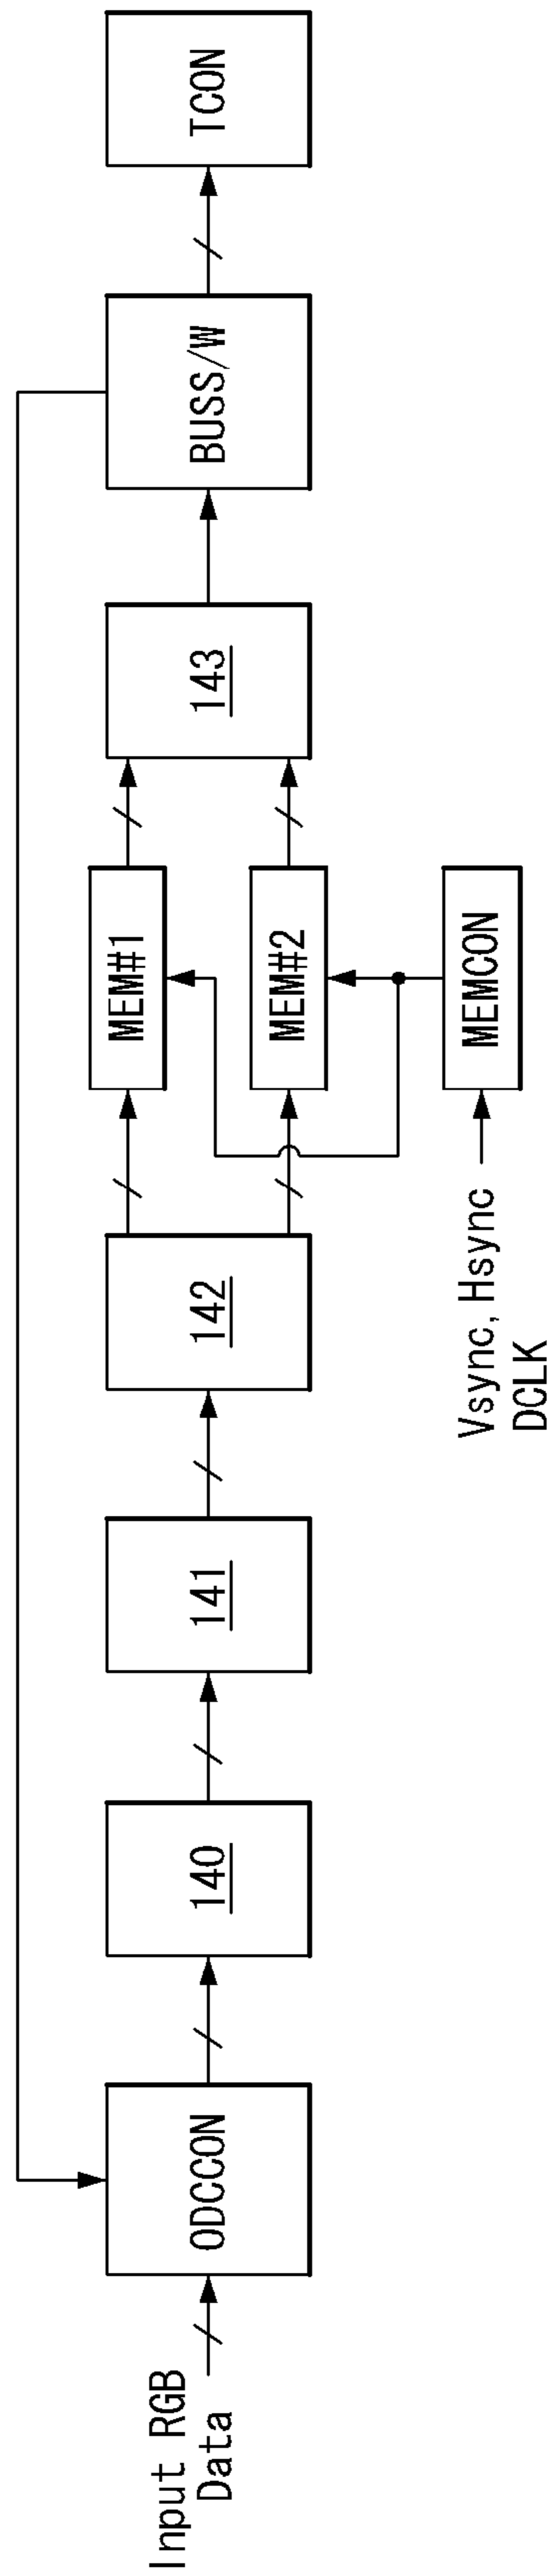 Input RGB
Data
ODCCON
140
141
142
MEM#1
MEM#2
MEMCON
Vsync, Hsync
DCLK
143
BUSS/W
TCON